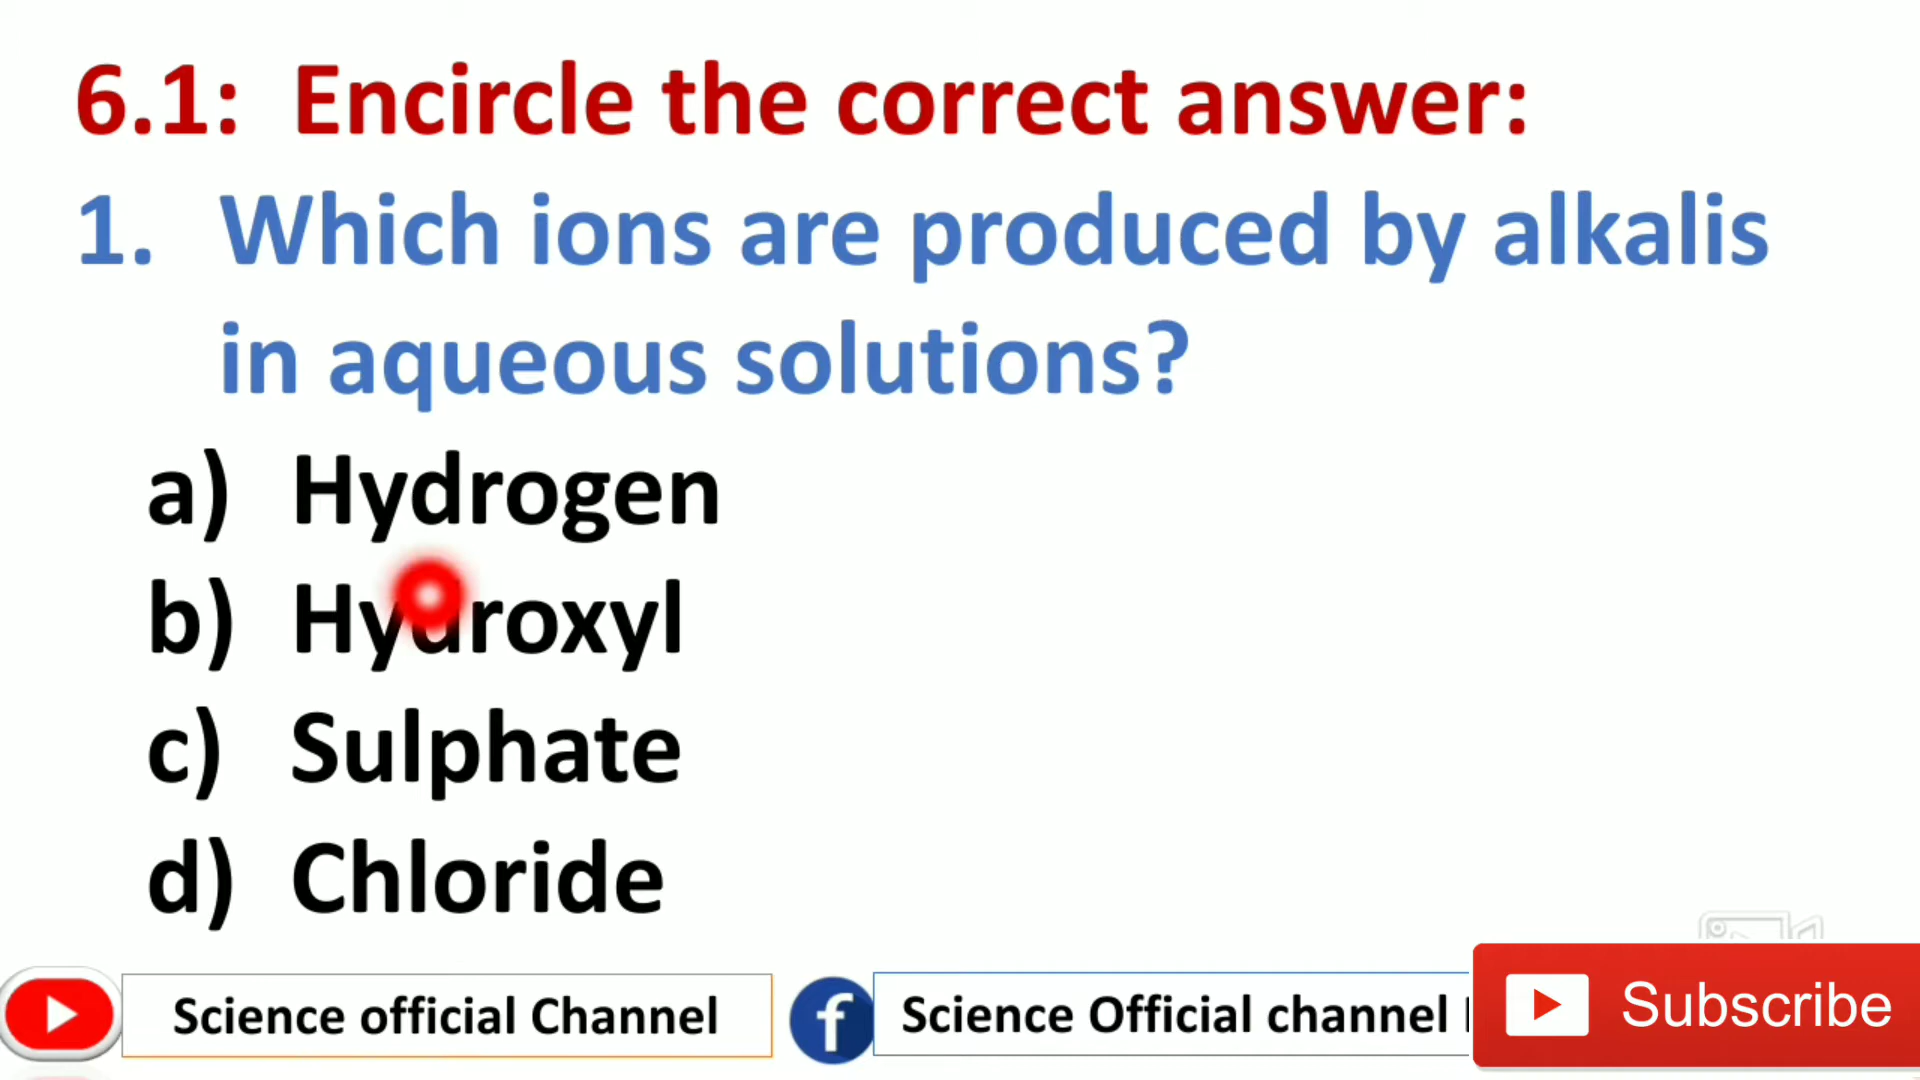 6.1: Encircle the correct answer:
1. Which ions are produced by alkalis
in aqueous solutions?
a) Hydrogen
b) Hydroxyl
c) Sulphate
d) Chloride
Science official Channel
Science Official channel
Subscribe